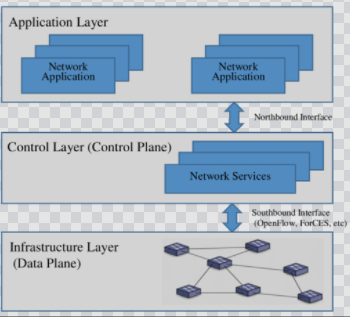 Application Layer
Network
Application
Network
Application
Northbound Interface
Control Layer (Control Plane)
Network Services
Southbound Interface
(OpenFlow, ForCES, etc)
Infrastructure Layer
(Data Plane)